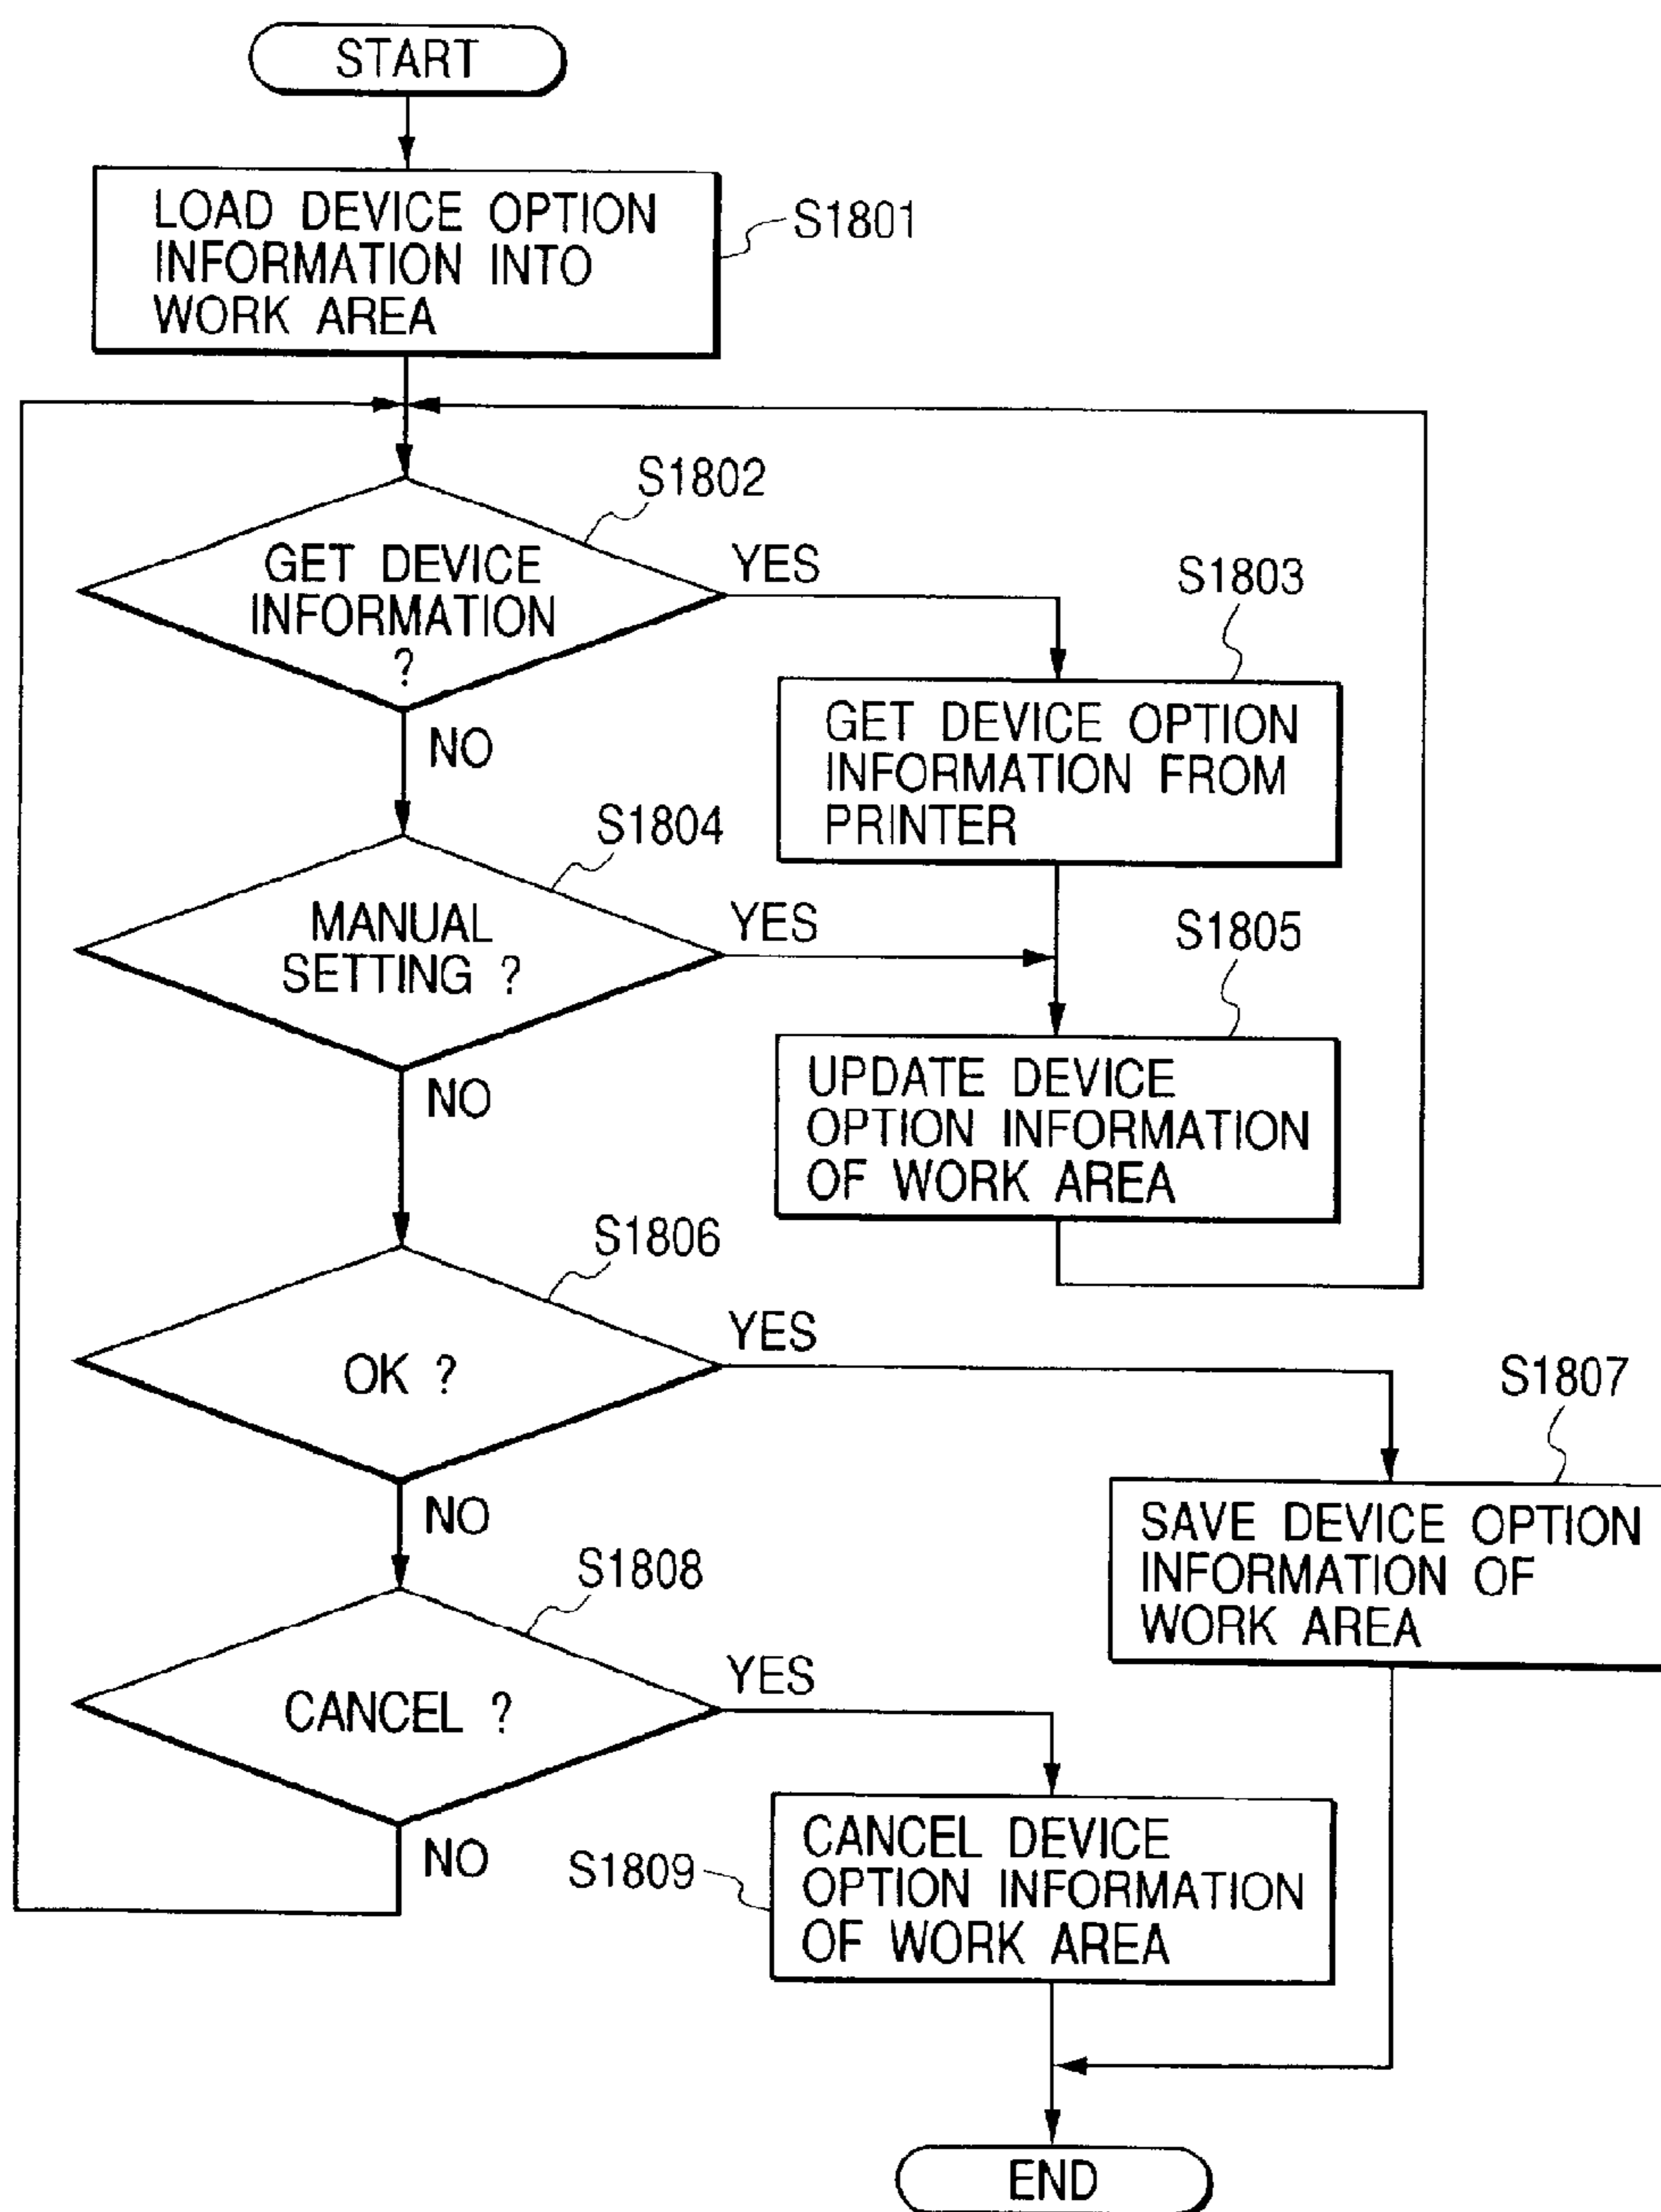 START
LOAD DEVICE OPTION
INFORMATION INTO
WORK AREA
S1801
S1802
GET DEVICE
INFORMATION
?
YES
NO
S1803
GET DEVICE OPTION
INFORMATION FROM
PRINTER
S1804
MANUAL
SETTING ?
YES
NO
S1805
UPDATE DEVICE
OPTION INFORMATION
OF WORK AREA
S1806
OK ?
YES
NO
S1807
SAVE DEVICE OPTION
INFORMATION OF
WORK AREA
S1808
CANCEL ?
YES
NO
S1809
CANCEL DEVICE
OPTION INFORMATION
OF WORK AREA
END